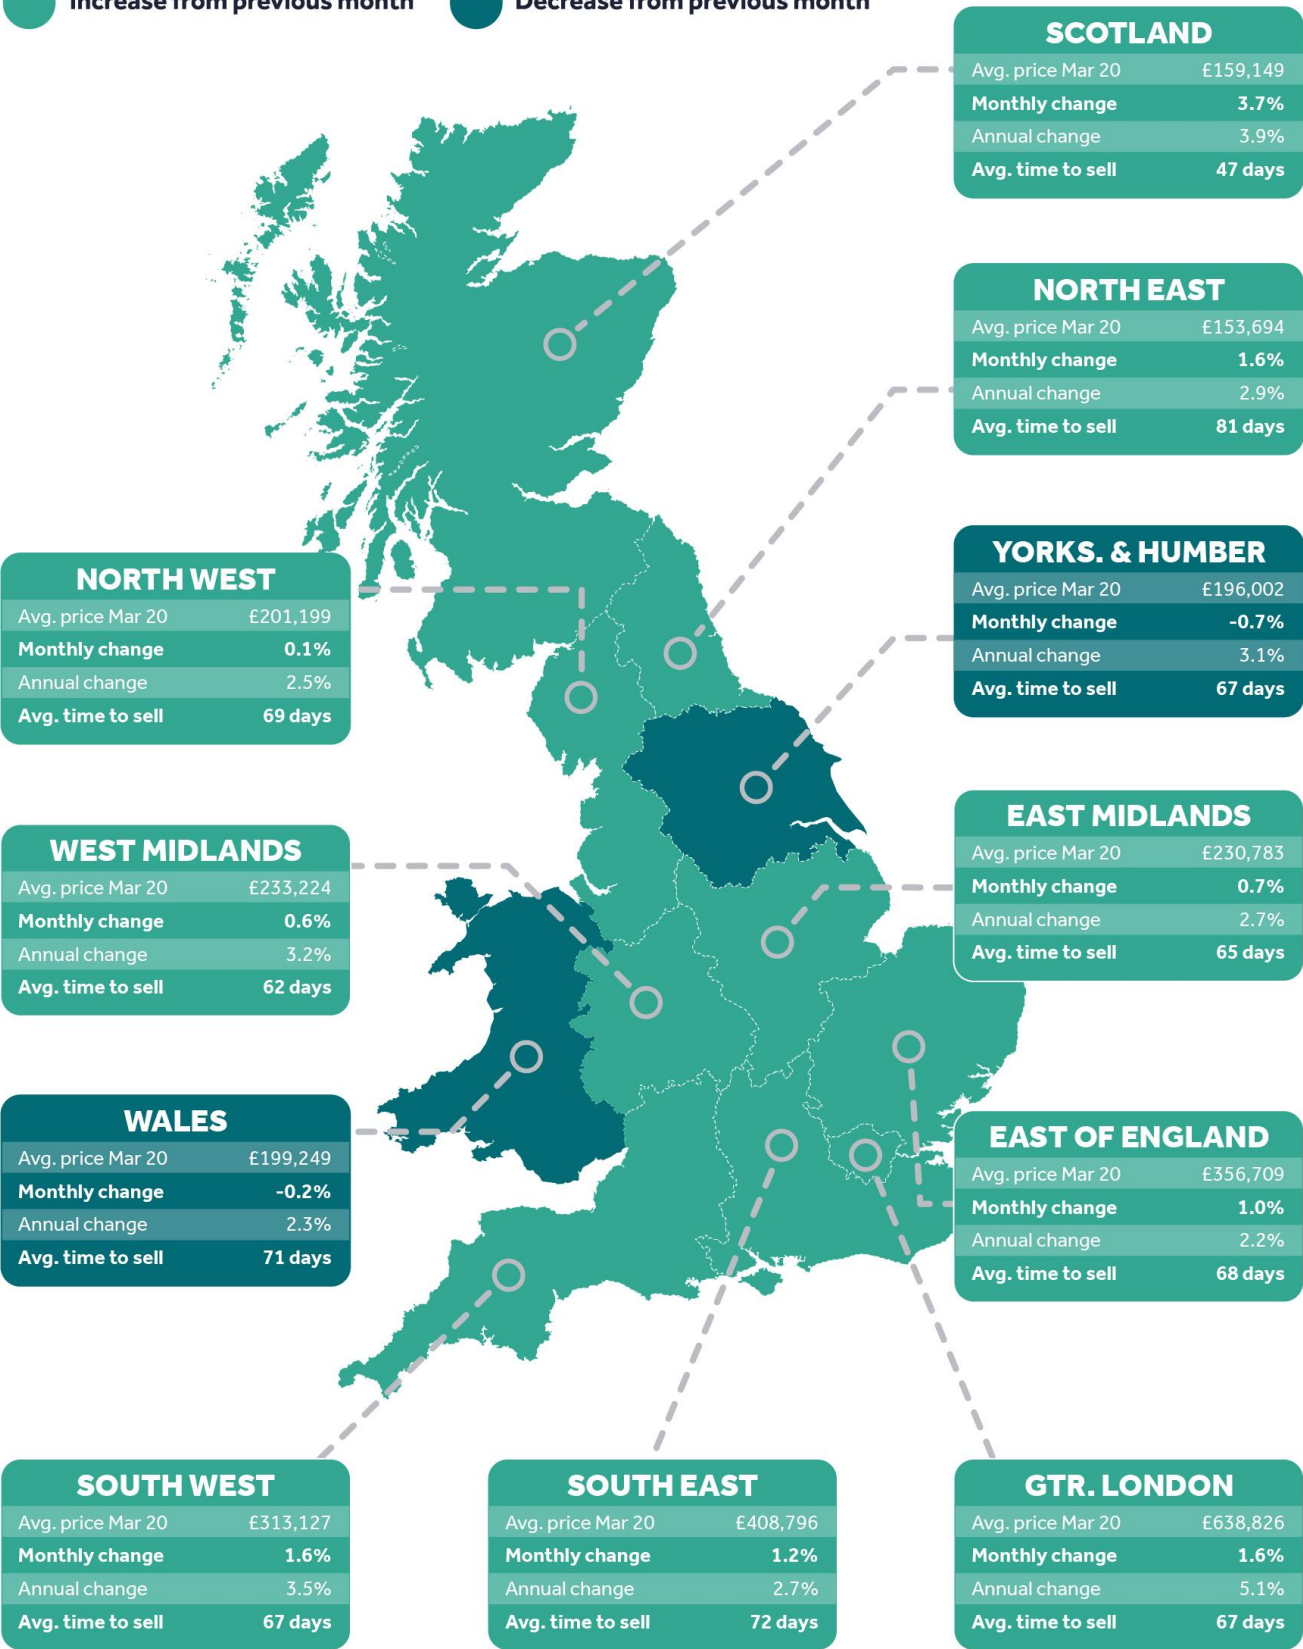 Increase from previous month
Decrease from previous month
SCOTLAND
Avg. price Mar 20 £159,149
Monthly change 3.7%
Annual change 3.9%
Avg. time to sell 47 days
NORTH EAST
Avg. price Mar 20 £153,694
Monthly change 1.6%
Annual change 2.9%
Avg. time to sell 81 days
YORKS. & HUMBER
Avg. price Mar 20 £196,002
Monthly change -0.7%
Annual change 3.1%
Avg. time to sell 67 days
NORTH WEST
Avg. price Mar 20 £201,199
Monthly change 0.1%
Annual change 2.5%
Avg. time to sell 69 days
EAST MIDLANDS
Avg. price Mar 20 £230,783
Monthly change 0.7%
Annual change 2.7%
Avg. time to sell 65 days
WEST MIDLANDS
Avg. price Mar 20 £233,224
Monthly change 0.6%
Annual change 3.2%
Avg. time to sell 62 days
WALES
Avg. price Mar 20 £199,249
Monthly change -0.2%
Annual change 2.3%
Avg. time to sell 71 days
EAST OF ENGLAND
Avg. price Mar 20 £356,709
Monthly change 1.0%
Annual change 2.2%
Avg. time to sell 68 days
SOUTH WEST
Avg. price Mar 20 £313,127
Monthly change 1.6%
Annual change 3.5%
Avg. time to sell 67 days
SOUTH EAST
Avg. price Mar 20 £408,796
Monthly change 1.2%
Annual change 2.7%
Avg. time to sell 72 days
GTR. LONDON
Avg. price Mar 20 £638,826
Monthly change 1.6%
Annual change 5.1%
Avg. time to sell 67 days